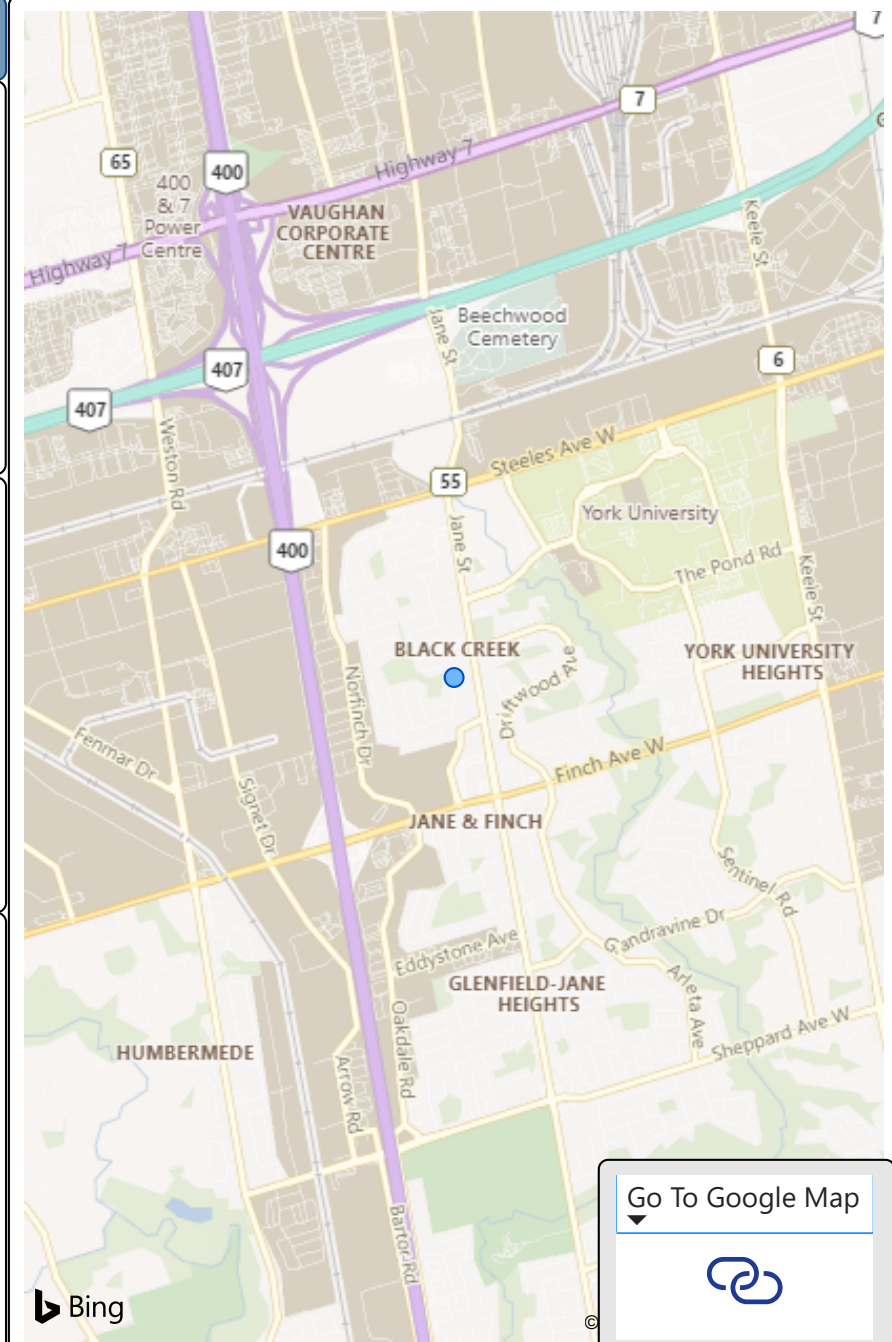 7
7
65
400
Highway 7
400
& 7
Power
Centre
VAUGHAN
CORPORATE
CENTRE
Keele St
Highway 7
Jane St
Beechwood
Cemetery
407
6
407
Weston Rd
Steeles Ave W
55
York University
Jane St
400
The Pond Rd
Keele St
BLACK CREEK
YORK UNIVERSITY
HEIGHTS
Driftwood Ave
Norfinch Dr
Fenmar Dr
Finch Ave W
Signet Dr
JANE & FINCH
Sentinel Rd
Grandravine Dr
Eddystone Ave
GLENFIELD-JANE
HEIGHTS
Arleta Ave
Oakdale Rd
Sheppard Ave W
HUMBERMEDE
Arrow Rd
Go To Google Map
Bartor Rd
Bing
©